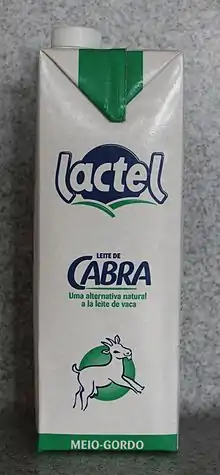 lactel
LEITE DE
CABRA
Uma alternativa natural
a la leite de vaca
MEIO-GORDO